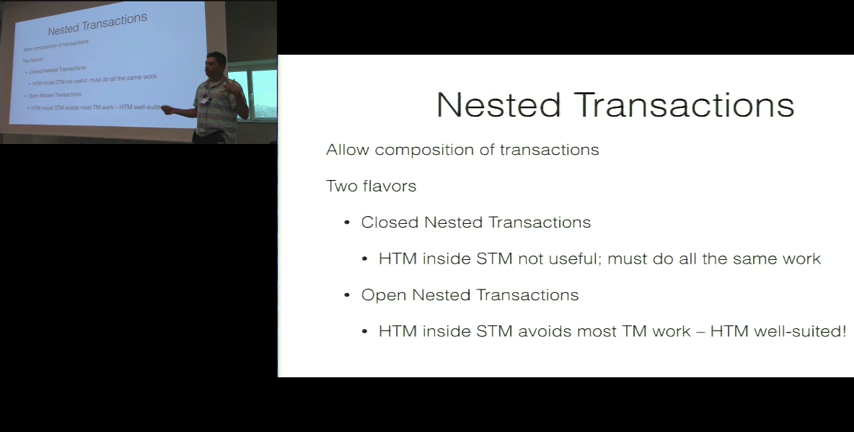 Nested Transactions
Allow composition of transactions
Two flavors
• Closed Nested Transactions
• HTM inside STM not useful; must do all the same work
• Open Nested Transactions
• HTM inside STM avoids most TM work – HTM well-suited
Nested Transactions
Allow composition of transactions
Two flavors
• Closed Nested Transactions
• HTM inside STM not useful; must do all the same work
• Open Nested Transactions
• HTM inside STM avoids most TM work – HTM well-suited!